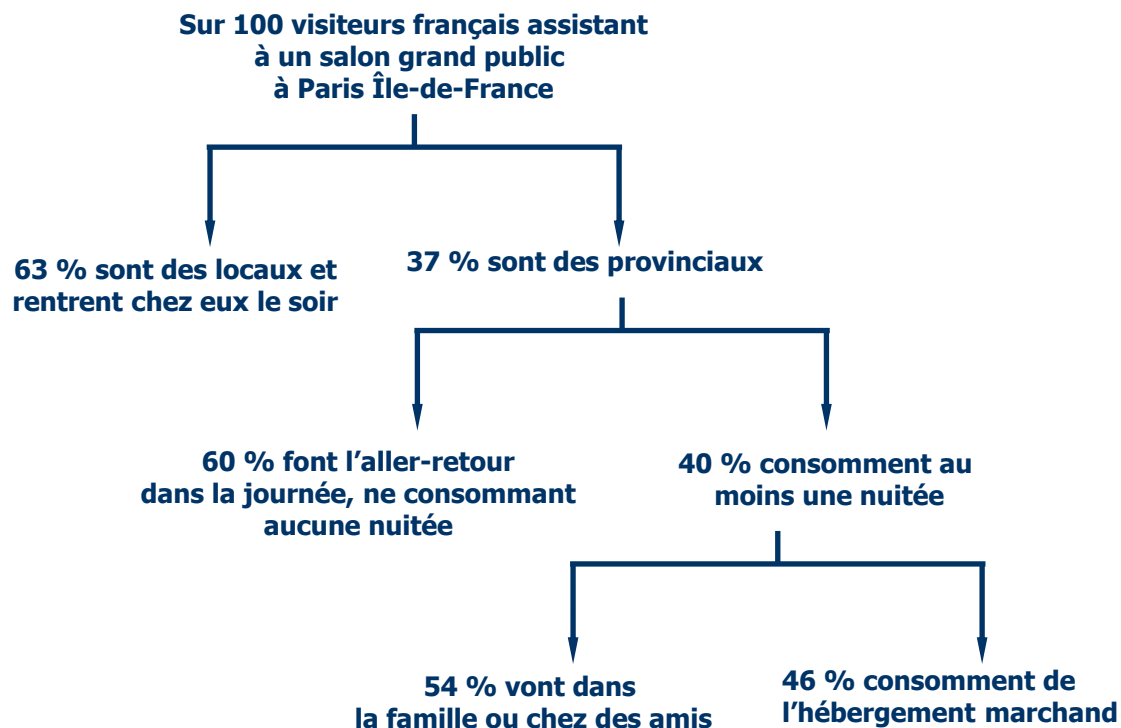 Sur 100 visiteurs français assistant
à un salon grand public
à Paris Île-de-France
63 % sont des locaux et
rentrent chez eux le soir
37 % sont des provinciaux
60 % font l’aller-retour
dans la journée, ne consommant
aucune nuitée
40 % consomment au
moins une nuitée
54 % vont dans
la famille ou chez des amis
46 % consomment de
l’hébergement marchand